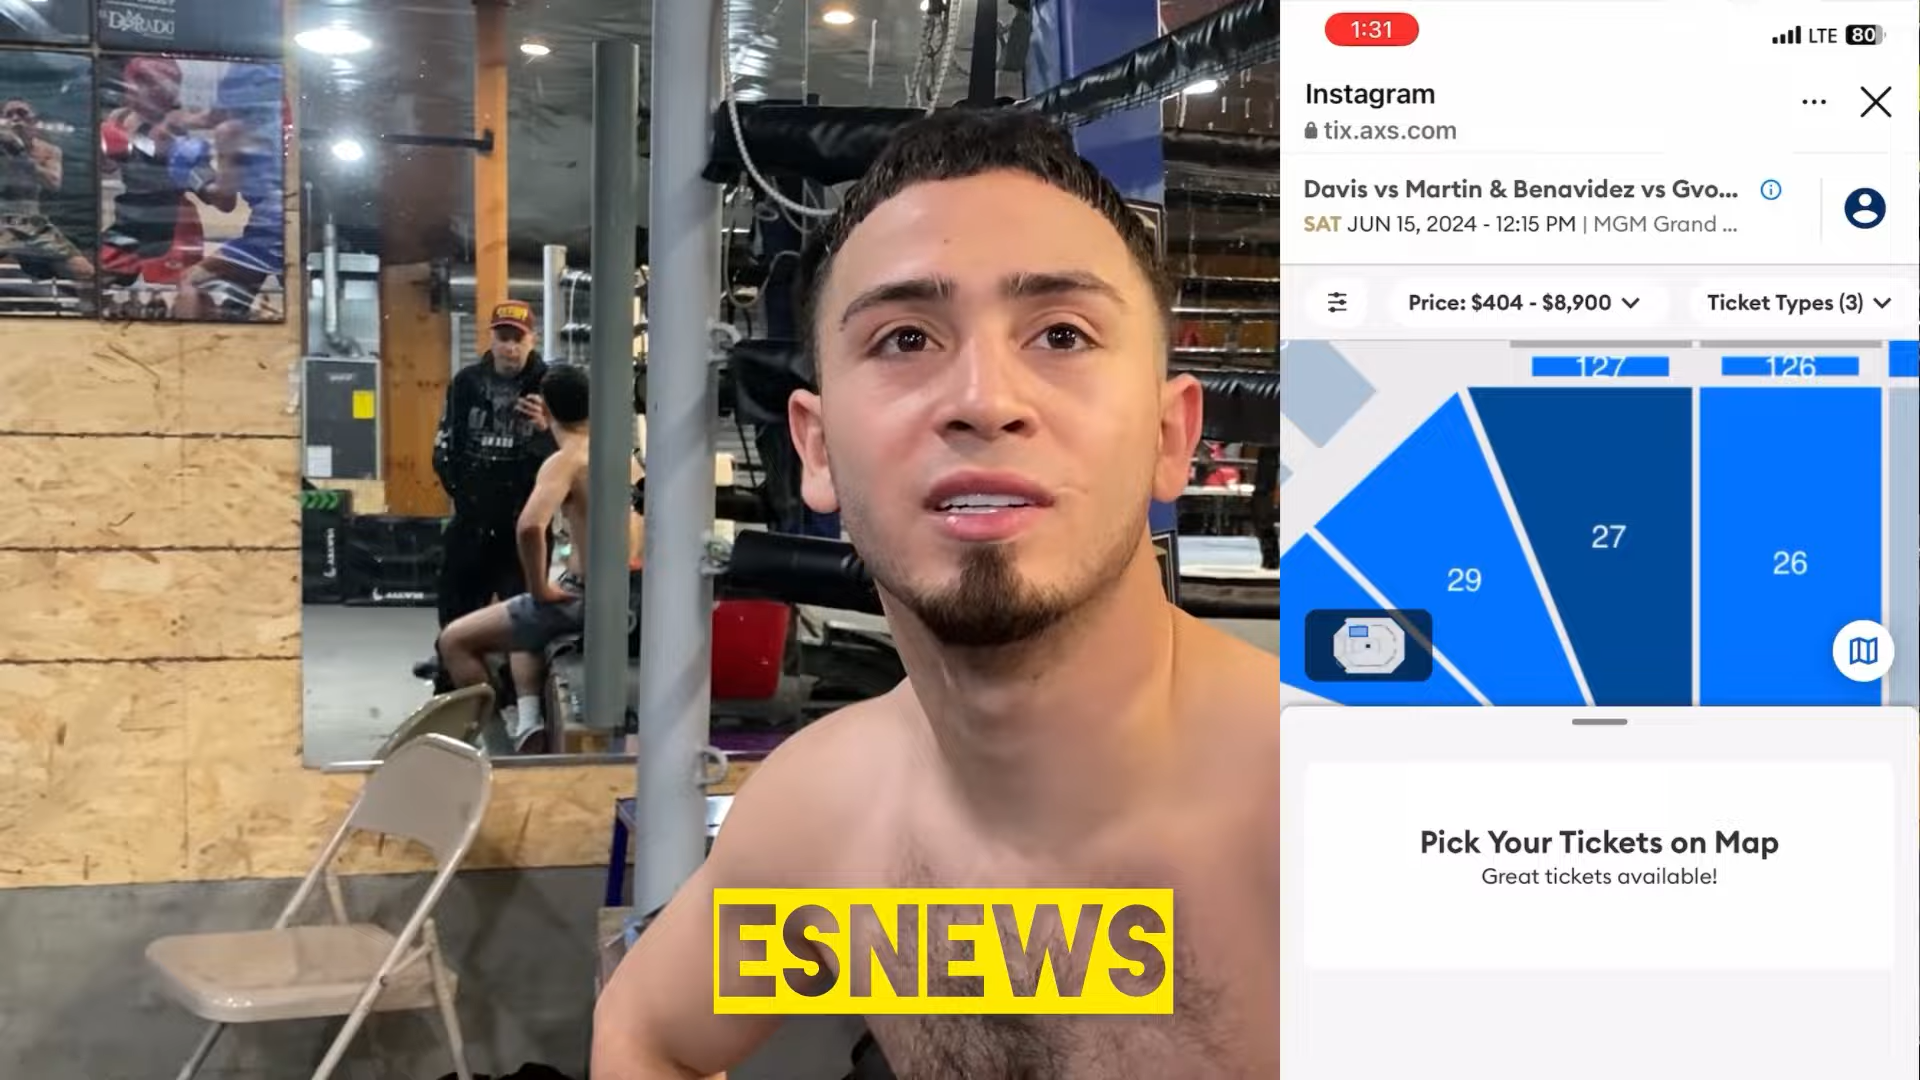 DORADO
ESNEWS
1:31
LTE 80
Instagram
tix.axs.com
Davis vs Martin & Benavidez vs Gvo...
SAT JUN 15, 2024 - 12:15 PM | MGM Grand ...
Price: $404 - $8,900
Ticket Types (3)
127
126
29
27
26
Pick Your Tickets on Map
Great tickets available!